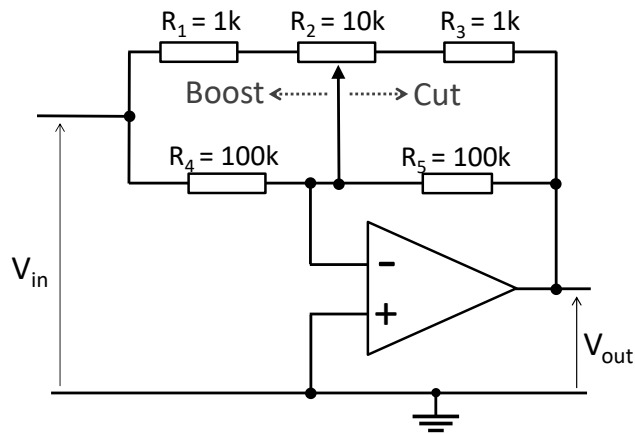 R1 = 1k R2 = 10k R3 = 1k
Boost Cut
R4 = 100k R5 = 100k
Vin
-
+
Vout